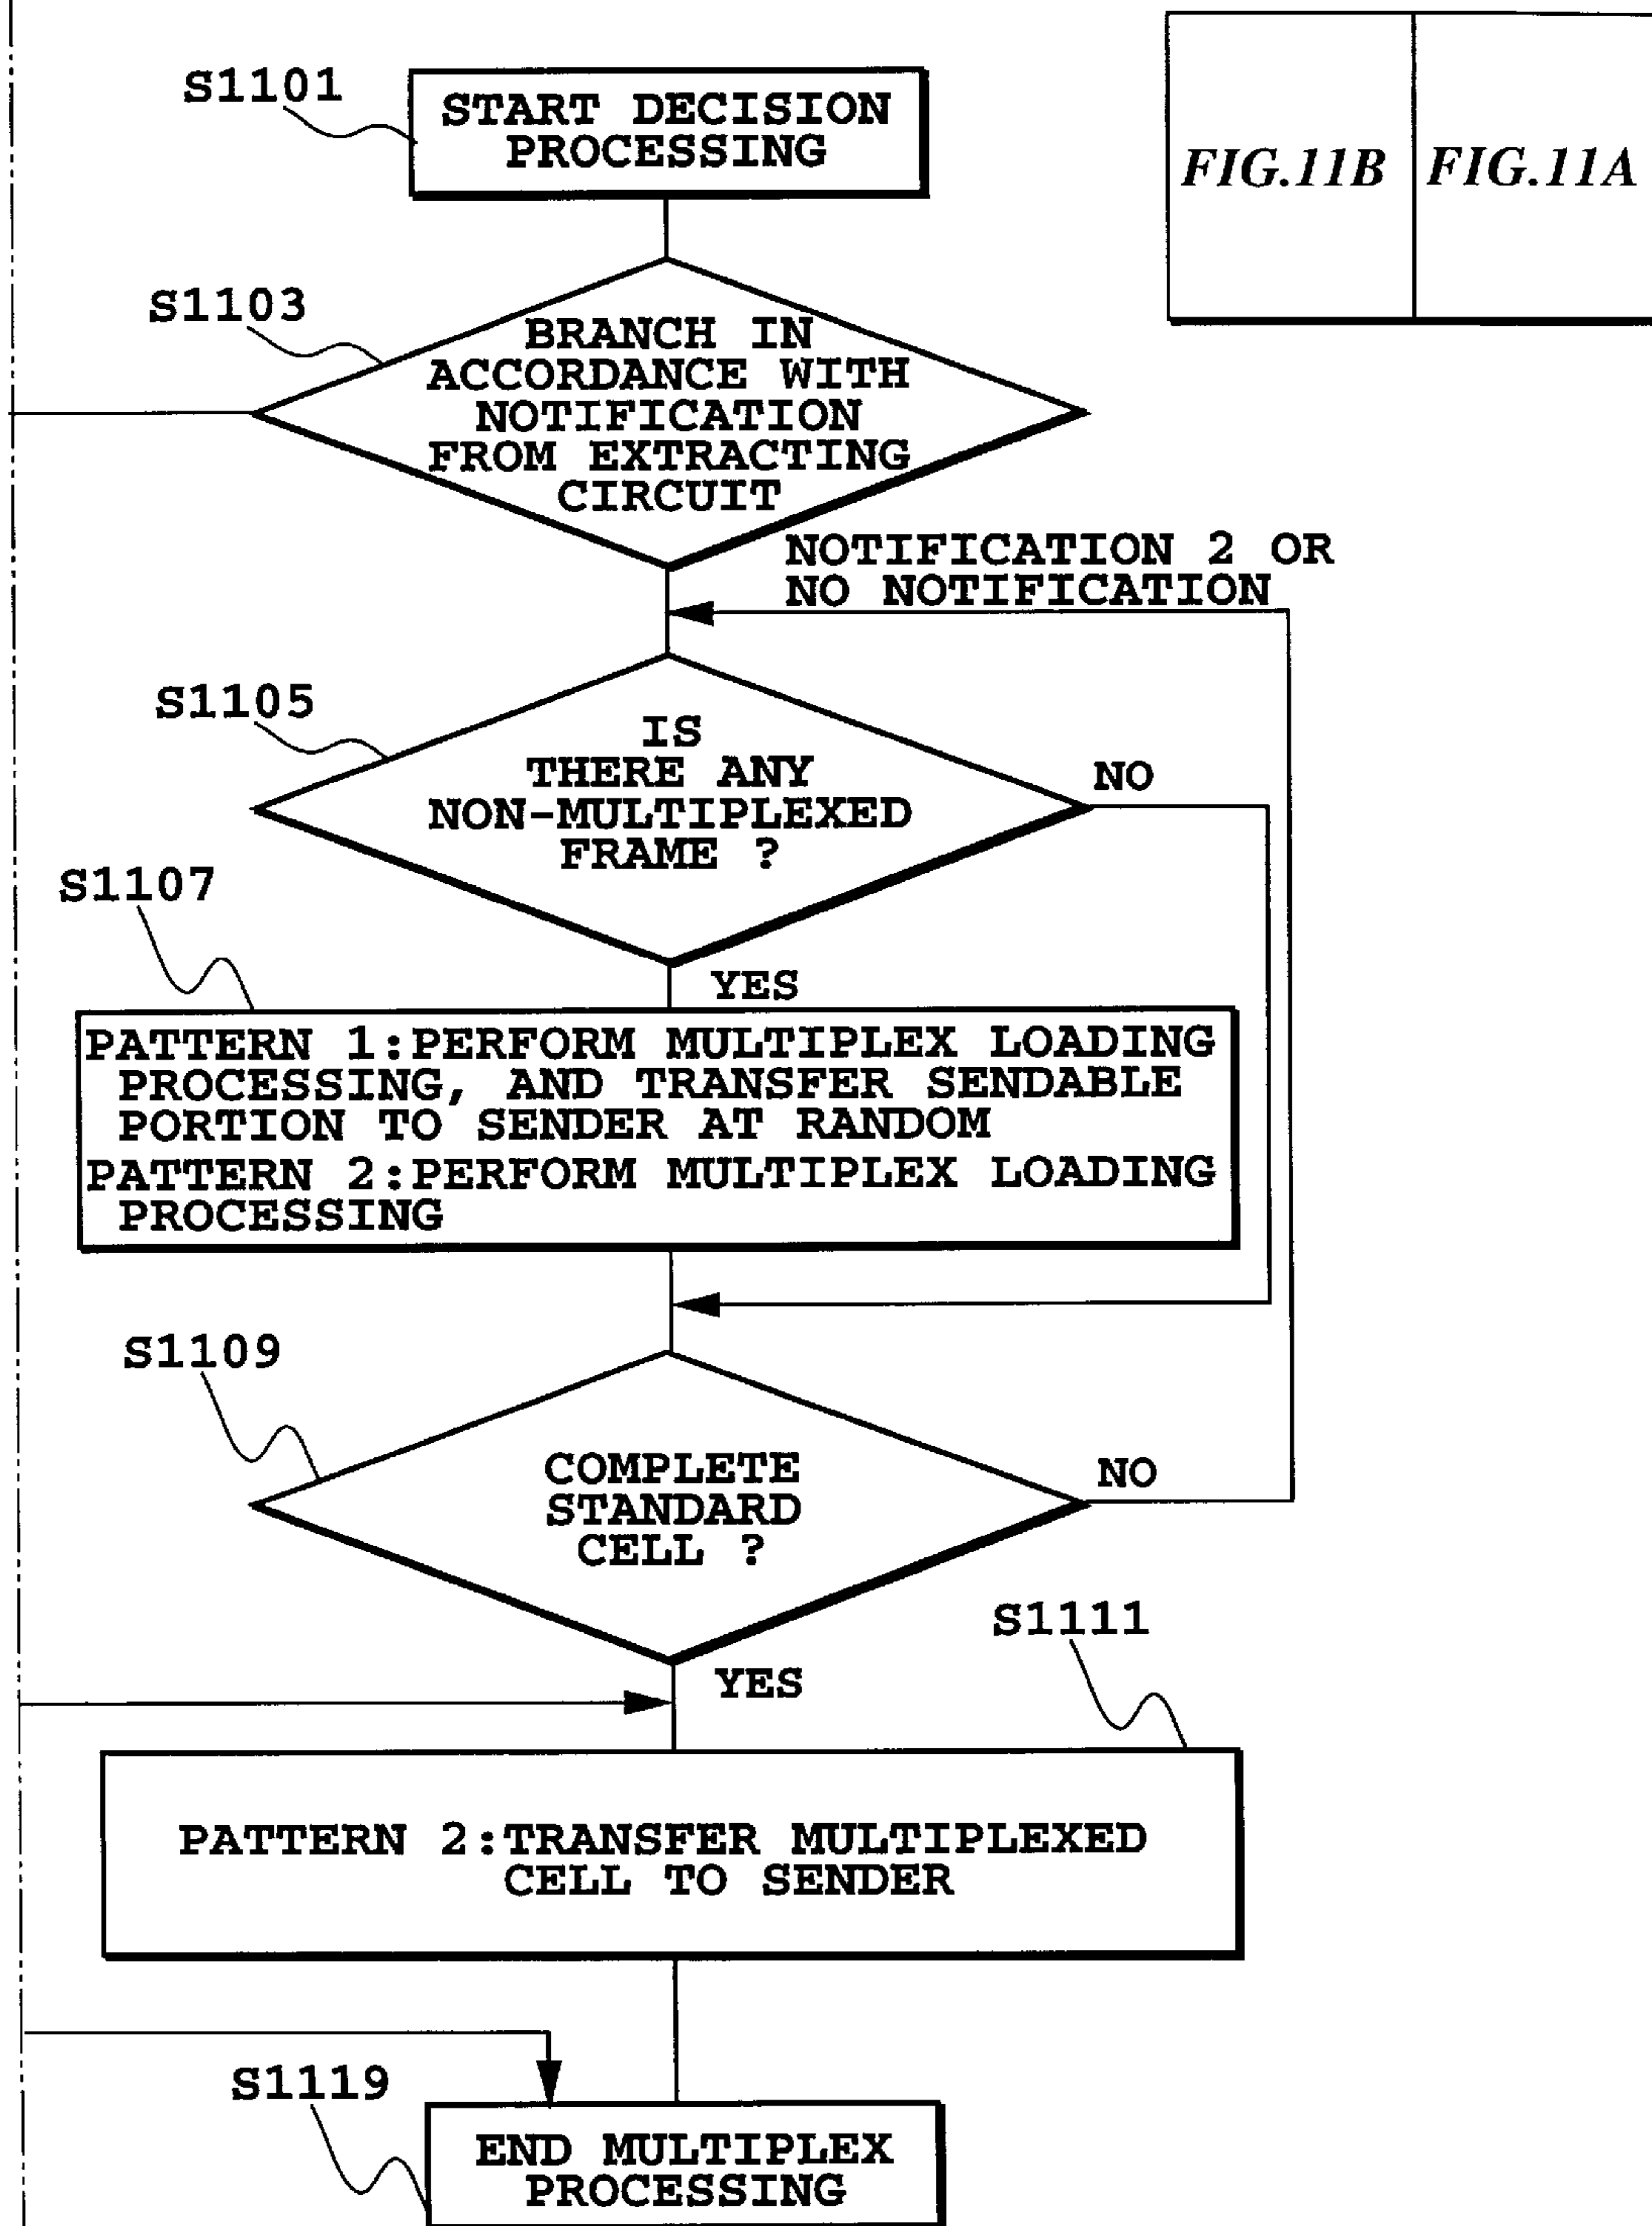 S1101
START DECISION
PROCESSING
FIG.11B
FIG.11A
S1103
BRANCH IN
ACCORDANCE WITH
NOTIFICATION
FROM EXTRACTING
CIRCUIT
NOTIFICATION 2 OR
NO NOTIFICATION
S1105
IS
THERE ANY
NON-MULTIPLEXED
FRAME ?
NO
S1107
YES
PATTERN 1:PERFORM MULTIPLEX LOADING
PROCESSING, AND TRANSFER SENDABLE
PORTION TO SENDER AT RANDOM
PATTERN 2:PERFORM MULTIPLEX LOADING
PROCESSING
S1109
COMPLETE
STANDARD
CELL ?
NO
S1111
YES
PATTERN 2:TRANSFER MULTIPLEXED
CELL TO SENDER
S1119
END MULTIPLEX
PROCESSING